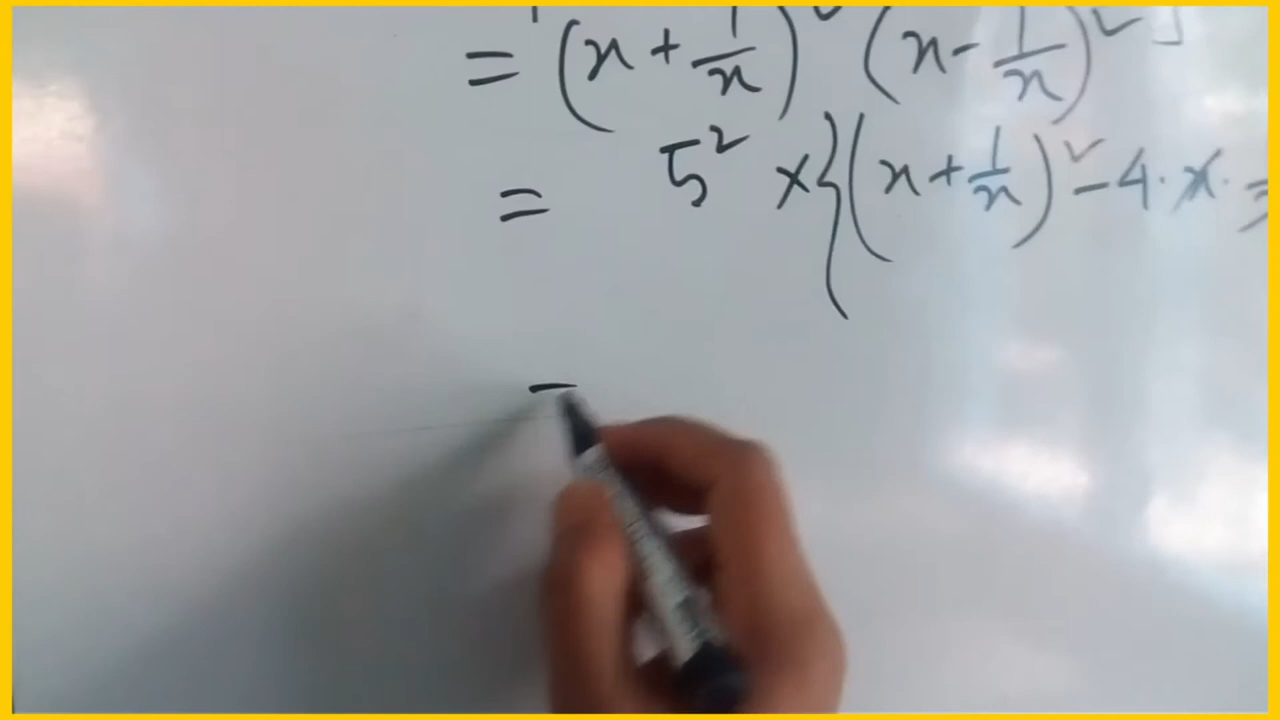 = (x + 1/x)² (x - 1/x)² ]
= 5² × { (x + 1/x)² - 4 · x ·